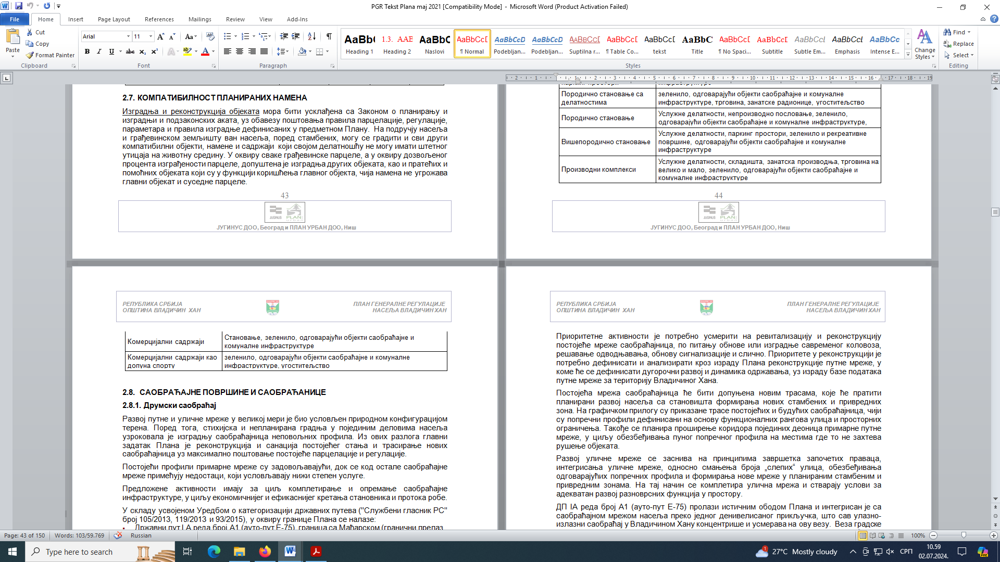 PGR Tekst Plana maj 2021 [Compatibility Mode] - Microsoft Word (Product Activation Failed)
File Home Insert Page Layout References Mailings Review View Add-Ins
Paste
Cut
Copy
Format Painter
Clipboard
Arial 11
Font
Paragraph
AaBbC AaBbCcD
Heading 1 Heading 2 Naslovi ¶ Normal Podebljan... Podebljan... Suptilna r... ¶ Table Co... tekst Title ¶ No Spaci... Subtitle Subtle Em... Emphasis Intense E...
Styles
Change Styles
Find
Replace
Select
Editing
2.7. КОМПАТИБИЛНОСТ ПЛАНИРАНИХ НАМЕНА
Изградња и реконструкција објеката мора бити усклађена са Законом о планирању и
изградњи и подзаконских аката, уз обавезу поштовања правила парцелације, регулације,
параметара и правила изградње дефинисаних у предметном Плану. На подручју насеља
и грађевинском земљишту ван насеља, поред стамбених, могу се градити и сви други
компатибилни објекти, намене и садржаји који својом делатношћу не могу имати штетног
утицаја на животну средину. У оквиру сваке грађевинске парцеле, а у оквиру дозвољеног
процента изграђености парцеле, допуштена је изградња других објеката, као и пратећих и
помоћних објеката који су у функцији коришћења главног објекта, чија намена не угрожава
главни објекат и суседне парцеле.
43
JUGINUS PLAN urban
ЈУГИНУС ДОО, Београд и ПЛАН УРБАН ДОО, Ниш
Породично становање са
делатностима
зеленило, одговарајући објекти саобраћајне и комуналне
инфраструктуре, трговина, занатске радионице, угоститељство
Породично становање
Услужне делатности, непроизводно пословање, зеленило,
одговарајући објекти саобраћајне и комуналне инфраструктуре,
Вишепородично становање
Услужне делатности, паркинг простори, зеленило и рекреативне
површине, одговарајући објекти саобраћајне и комуналне
инфраструктуре
Производни комплекси
Услужне делатности, складишта, занатска производња, трговина на
велико и мало, зеленило, одговарајући објекти саобраћајне и
комуналне инфраструктуре
44
JUGINUS PLAN urban
ЈУГИНУС ДОО, Београд и ПЛАН УРБАН ДОО, Ниш
РЕПУБЛИКА СРБИЈА
ОПШТИНА ВЛАДИЧИН ХАН
ПЛАН ГЕНЕРАЛНЕ РЕГУЛАЦИЈЕ
НАСЕЉА ВЛАДИЧИН ХАН
Комерцијални садржаји
Становање, зеленило, одговарајући објекти саобраћајне и
комуналне инфраструктуре
Комерцијални садржаји као
допуна спорту
зеленило, одговарајући објекти саобраћајне и комуналне
инфраструктуре, угоститељство
2.8. САОБРАЋАЈНЕ ПОВРШИНЕ И САОБРАЋАНИЦЕ
2.8.1. Друмски саобраћај
Развој путне и уличне мреже у великој мери је био условљен природном конфигурацијом
терена. Поред тога, стихијска и непланирана градња у појединим деловима насеља
узроковала је изградњу саобраћајница неповољних профила. Из ових разлога главни
задатак Плана је реконструкција и санација постојећег стања и трасирање нових
саобраћајница уз максимално поштовање постојеће парцелације и регулације.
Постојећи профили примарне мреже су задовољавајући, док се код остале саобраћајне
мреже примећују недостаци, који условљавају нижи степен услуге.
Предложене активности имају за циљ комплетирање и опремање саобраћајне
инфраструктуре, у циљу економичнијег и ефикаснијег кретања становника и протока робе.
У складу усвојеном Уредбом о категоризацији државних путева ("Службени гласник РС"
број 105/2013, 119/2013 и 93/2015), у оквиру границе Плана се налазе:
Државни пут I А реда број А1 (ауто-пут Е-75), граница са Мађарском (гранични прелаз
РЕПУБЛИКА СРБИЈА
ОПШТИНА ВЛАДИЧИН ХАН
ПЛАН ГЕНЕРАЛНЕ РЕГУЛАЦИЈЕ
НАСЕЉА ВЛАДИЧИН ХАН
Приоритетне активности је потребно усмерити на ревитализацију и реконструкцију
постојеће мреже саобраћајница, по питању обнове или изградње савременог коловоза,
решавање одводњавања, обнову сигнализације и слично. Приоритете у реконструкцији је
потребно дефинисати и анализирати кроз израду Плана реконструкције путне мреже, у
коме ће се дефинисати дугорочни развој и динамика одржавања, уз израду базе података
путне мреже за територију Владичиног Хана.
Постојећа мрежа саобраћајница ће бити допуњена новим трасама, које ће пратити
планирани развој насеља са становишта формирања нових стамбених и привредних
зона. На графичком прилогу су приказане трасе постојећих и будућих саобраћајница, чији
су попречни профили дефинисани на основу функционалних рангова улица и просторних
ограничења. Такође се планира проширење коридора појединих деоница примарне путне
мреже, у циљу обезбеђивања пуног попречног профила на местима где то не захтева
рушење објеката.
Развој уличне мреже се заснива на принципима завршетка започетих праваца,
интегрисања уличне мреже, односно смањења броја „слепих“ улица, обезбеђивања
одговарајућих попречних профила и формирања нове мреже у планираним стамбеним и
привредним зонама. На тај начин се комплетира улична мрежа и стварају услови за
адекватан развој разноврсних функција у простору.
ДП IА реда број А1 (ауто-пут Е-75) пролази истичним ободом Плана и интегрисан је са
саобраћајном мрежом насеља преко једног денивелисаног прикључка, што сав улазно-
излазни саобраћај у Владичином Хану концентрише и усмерава на ову везу. Веза градске
Page: 43 of 150 Words: 103/59.769 Russian 100%
Type here to search
27°C Mostly cloudy
СРП
10.59
02.07.2024.